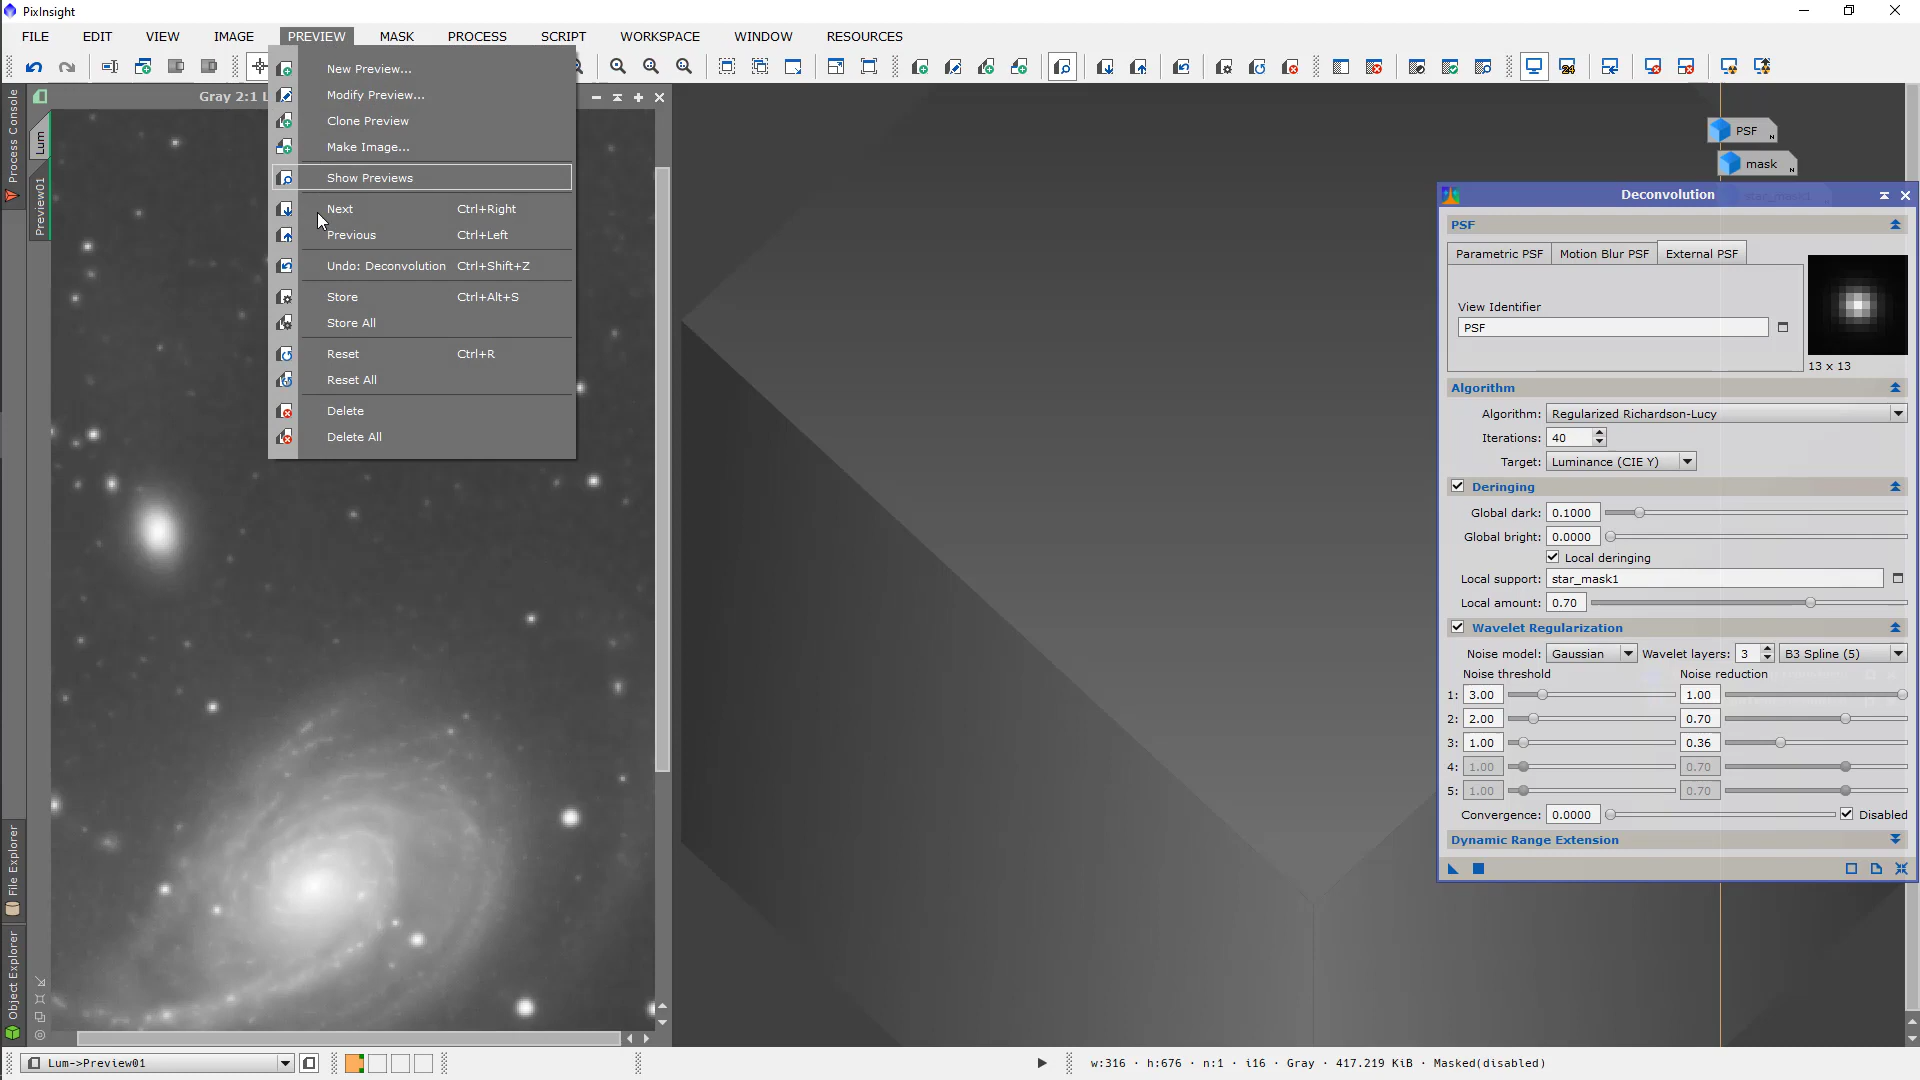 PixInsight
FILE EDIT VIEW IMAGE PREVIEW MASK PROCESS SCRIPT WORKSPACE WINDOW RESOURCES
24
Gray 2:1 L
Process Console
File Explorer
Object Explorer
Lum
Preview01
New Preview...
Modify Preview...
Clone Preview
Make Image...
Show Previews
Next Ctrl+Right
Previous Ctrl+Left
Undo: Deconvolution Ctrl+Shift+Z
Store Ctrl+Alt+S
Store All
Reset Ctrl+R
Reset All
Delete
Delete All
PSF N
mask N
star_mask1
Deconvolution
PSF
Parametric PSF Motion Blur PSF External PSF
View Identifier
PSF
13 x 13
Algorithm
Algorithm: Regularized Richardson-Lucy
Iterations: 40
Target: Luminance (CIE Y)
Deringing
Global dark: 0.1000
Global bright: 0.0000
Local deringing
Local support: star_mask1
Local amount: 0.70
Wavelet Regularization
Noise model: Gaussian Wavelet layers: 3 B3 Spline (5)
Noise threshold Noise reduction
1: 3.00 1.00
2: 2.00 0.70
3: 1.00 0.36
4: 1.00 0.70
5: 1.00 0.70
Convergence: 0.0000 Disabled
Dynamic Range Extension
Lum->Preview01
w:316 · h:676 · n:1 · i16 · Gray · 417.219 KiB · Masked(disabled)